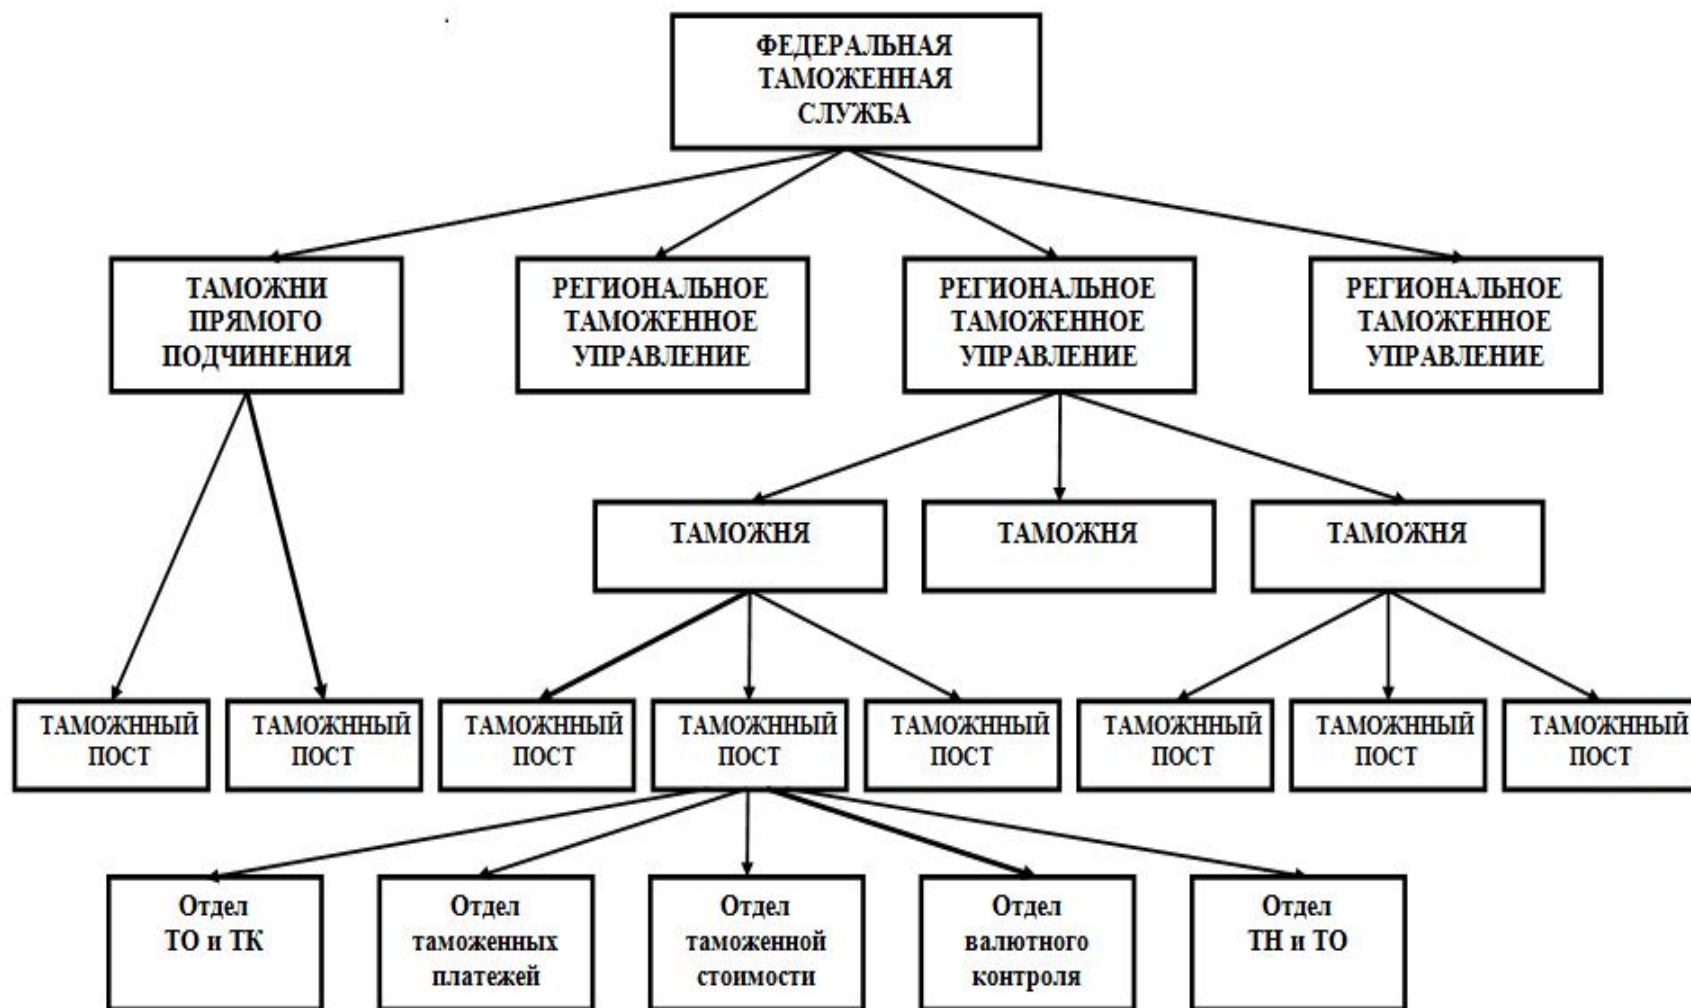 ФЕДЕРАЛЬНАЯ
ТАМОЖЕННАЯ
СЛУЖБА
ТАМОЖНИ
ПРЯМОГО
ПОДЧИНЕНИЯ
РЕГИОНАЛЬНОЕ
ТАМОЖЕННОЕ
УПРАВЛЕНИЕ
РЕГИОНАЛЬНОЕ
ТАМОЖЕННОЕ
УПРАВЛЕНИЕ
РЕГИОНАЛЬНОЕ
ТАМОЖЕННОЕ
УПРАВЛЕНИЕ
ТАМОЖНЯ
ТАМОЖНЯ
ТАМОЖНЯ
ТАМОЖННЫЙ
ПОСТ
ТАМОЖННЫЙ
ПОСТ
ТАМОЖННЫЙ
ПОСТ
ТАМОЖННЫЙ
ПОСТ
ТАМОЖННЫЙ
ПОСТ
ТАМОЖННЫЙ
ПОСТ
ТАМОЖННЫЙ
ПОСТ
ТАМОЖННЫЙ
ПОСТ
Отдел
ТО и ТК
Отдел
таможенных
платежей
Отдел
таможенной
стоимости
Отдел
валютного
контроля
Отдел
ТН и ТО